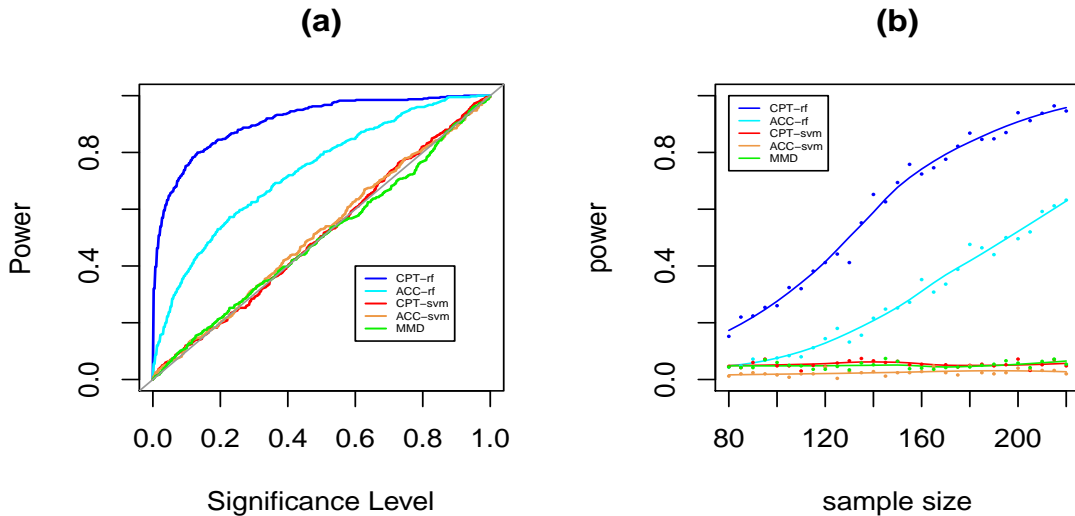 (a)
Power
0.0
0.4
0.8
CPT-rf
ACC-rf
CPT-svm
ACC-svm
MMD
0.0 0.2 0.4 0.6 0.8 1.0
Significance Level
(b)
power
0.0
0.4
0.8
CPT-rf
ACC-rf
CPT-svm
ACC-svm
MMD
80 120 160 200
sample size